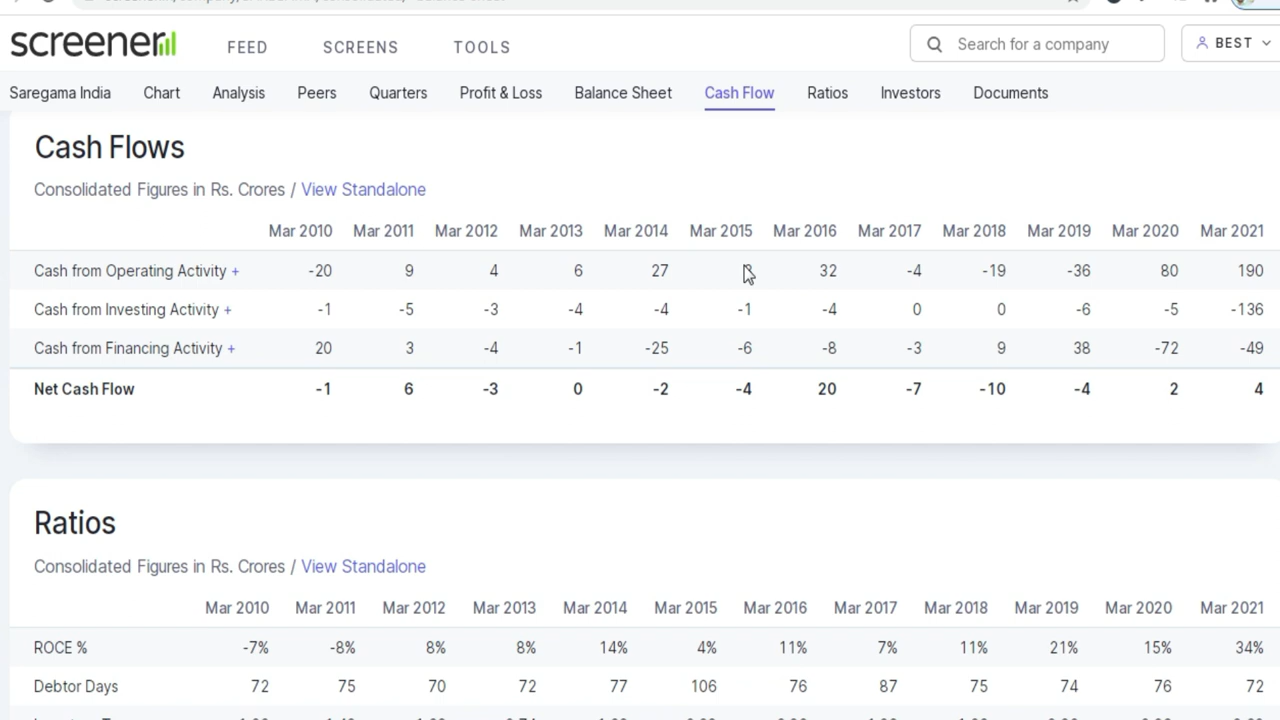 screener FEED SCREENS TOOLS Search for a company BEST
Saregama India Chart Analysis Peers Quarters Profit & Loss Balance Sheet Cash Flow Ratios Investors Documents
Cash Flows
Consolidated Figures in Rs. Crores / View Standalone
Mar 2010 Mar 2011 Mar 2012 Mar 2013 Mar 2014 Mar 2015 Mar 2016 Mar 2017 Mar 2018 Mar 2019 Mar 2020 Mar 2021
Cash from Operating Activity + -20 9 4 6 27 32 -4 -19 -36 80 190
Cash from Investing Activity + -1 -5 -3 -4 -4 -1 -4 0 0 -6 -5 -136
Cash from Financing Activity + 20 3 -4 -1 -25 -6 -8 -3 9 38 -72 -49
Net Cash Flow -1 6 -3 0 -2 -4 20 -7 -10 -4 2 4
Ratios
Consolidated Figures in Rs. Crores / View Standalone
Mar 2010 Mar 2011 Mar 2012 Mar 2013 Mar 2014 Mar 2015 Mar 2016 Mar 2017 Mar 2018 Mar 2019 Mar 2020 Mar 2021
ROCE % -7% -8% 8% 8% 14% 4% 11% 7% 11% 21% 15% 34%
Debtor Days 72 75 70 72 77 106 76 87 75 74 76 72